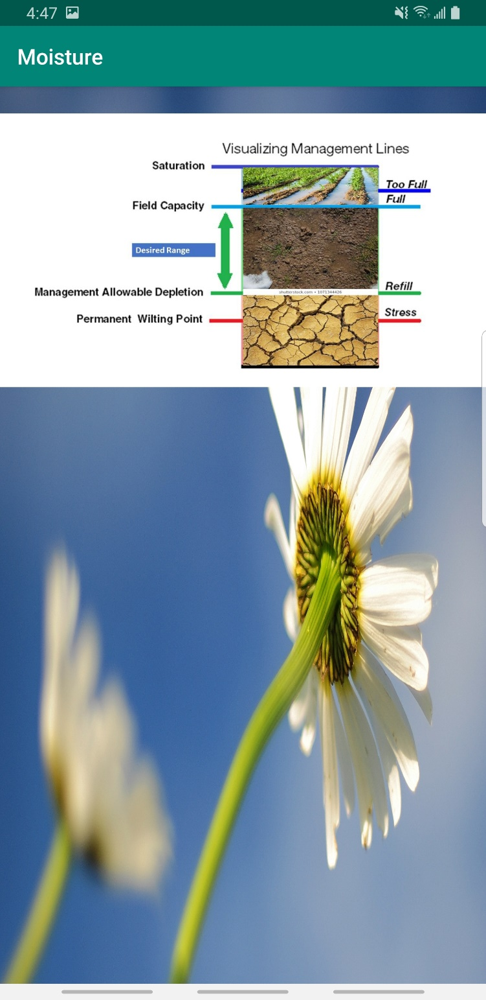 4:47
Moisture
Visualizing Management Lines
Saturation
Too Full
Full
Field Capacity
Desired Range
Refill
Management Allowable Depletion
shutterstock.com • 1071344426
Stress
Permanent Wilting Point